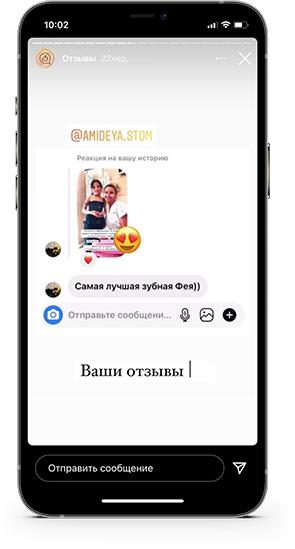 10:02
Отзывы 22нед.
@AMIDEYA.STOM
Реакция на вашу историю
Самая лучшая зубная Фея))
Отправьте сообщени...
Ваши отзывы
Отправить сообщение